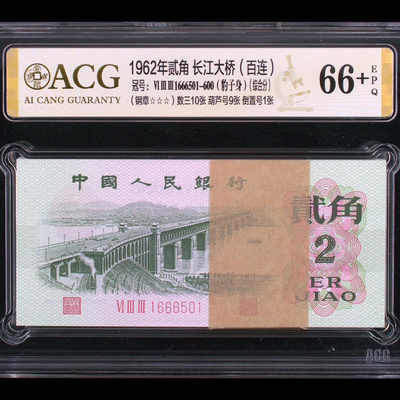 ACG
AI CANG GUARANTY
1962年贰角 长江大桥（百连）
冠号：VI III III 1666501-600（豹子身）（综合分）
（钢章☆☆☆）数三10张 葫芦号9张 倒置号1张
66+
EPQ
中國人民銀行
貳角
2
ER
JIAO
VI III III 1666501
ACG